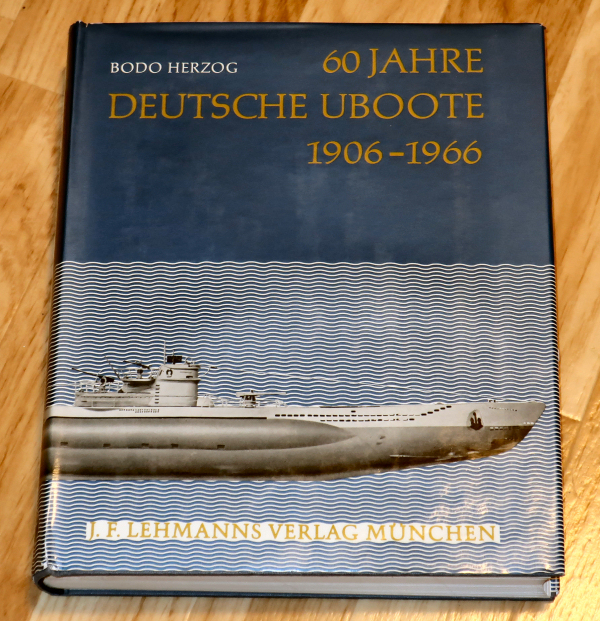 BODO HERZOG
60 JAHRE
DEUTSCHE UBOOTE
1906–1966
J. F. LEHMANNS VERLAG MÜNCHEN